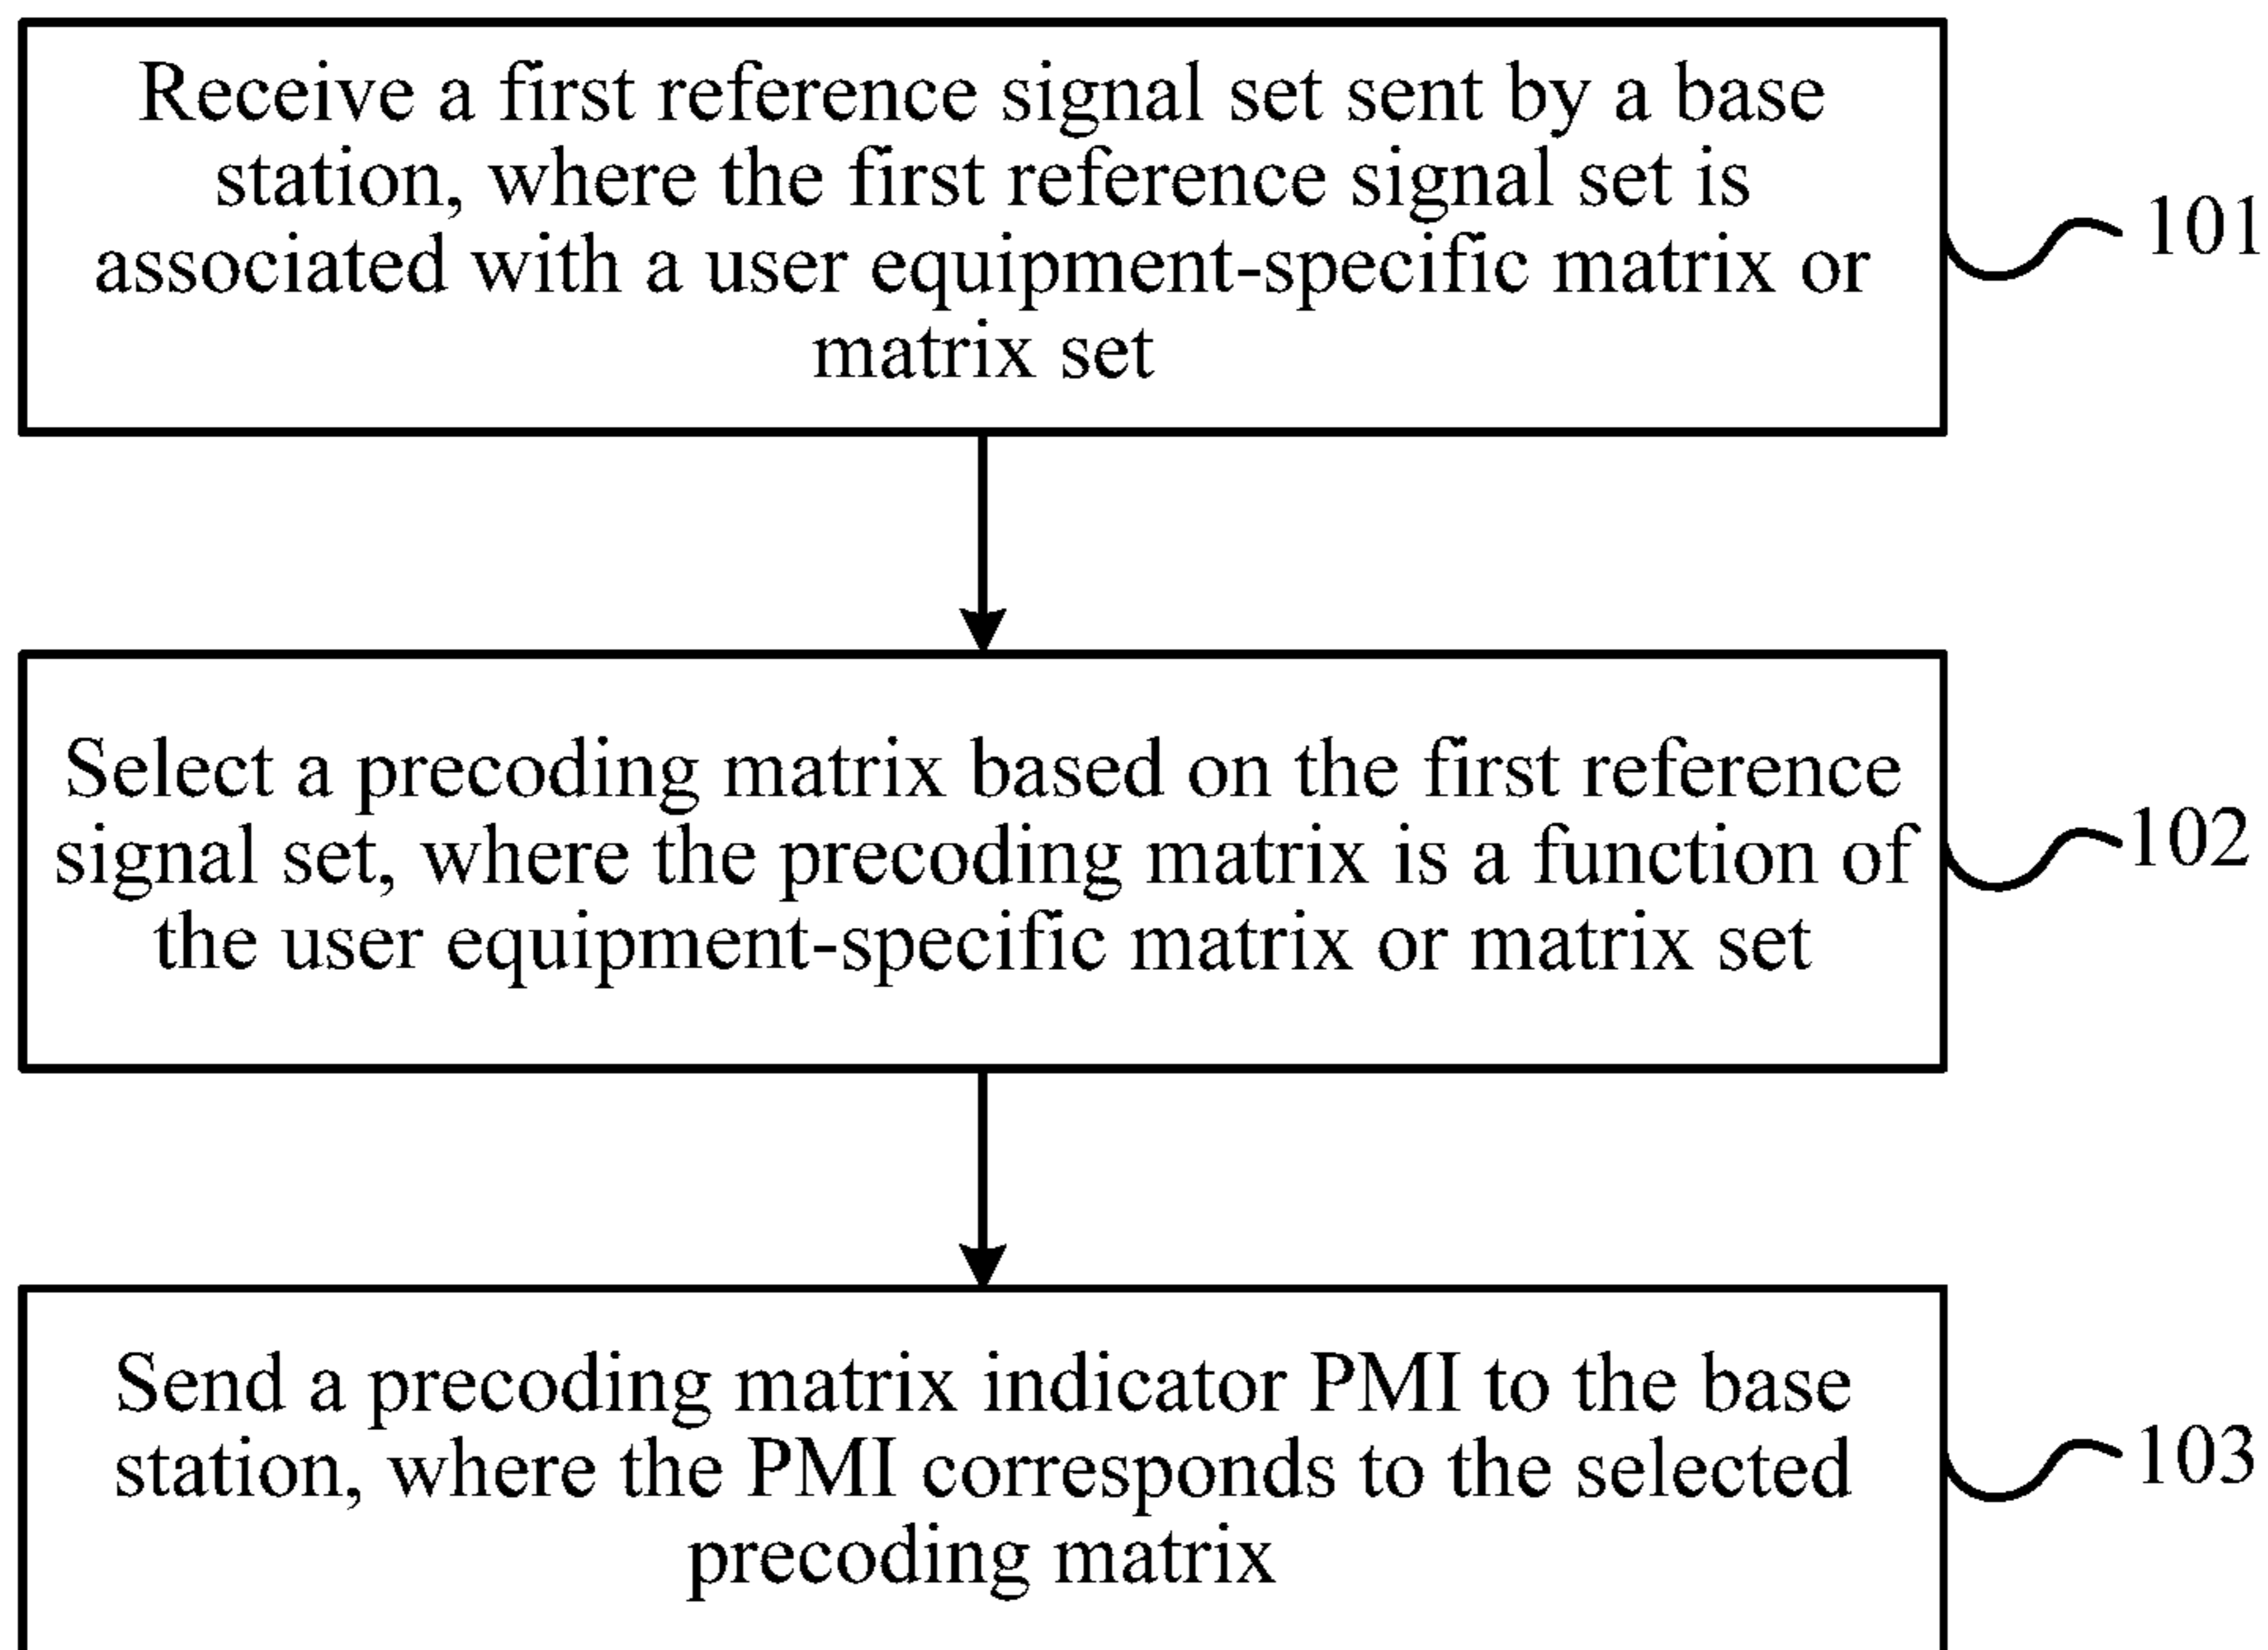 Receive a first reference signal set sent by a base
station, where the first reference signal set is
associated with a user equipment-specific matrix or
matrix set
101
Select a precoding matrix based on the first reference
signal set, where the precoding matrix is a function of
the user equipment-specific matrix or matrix set
102
Send a precoding matrix indicator PMI to the base
station, where the PMI corresponds to the selected
precoding matrix
103